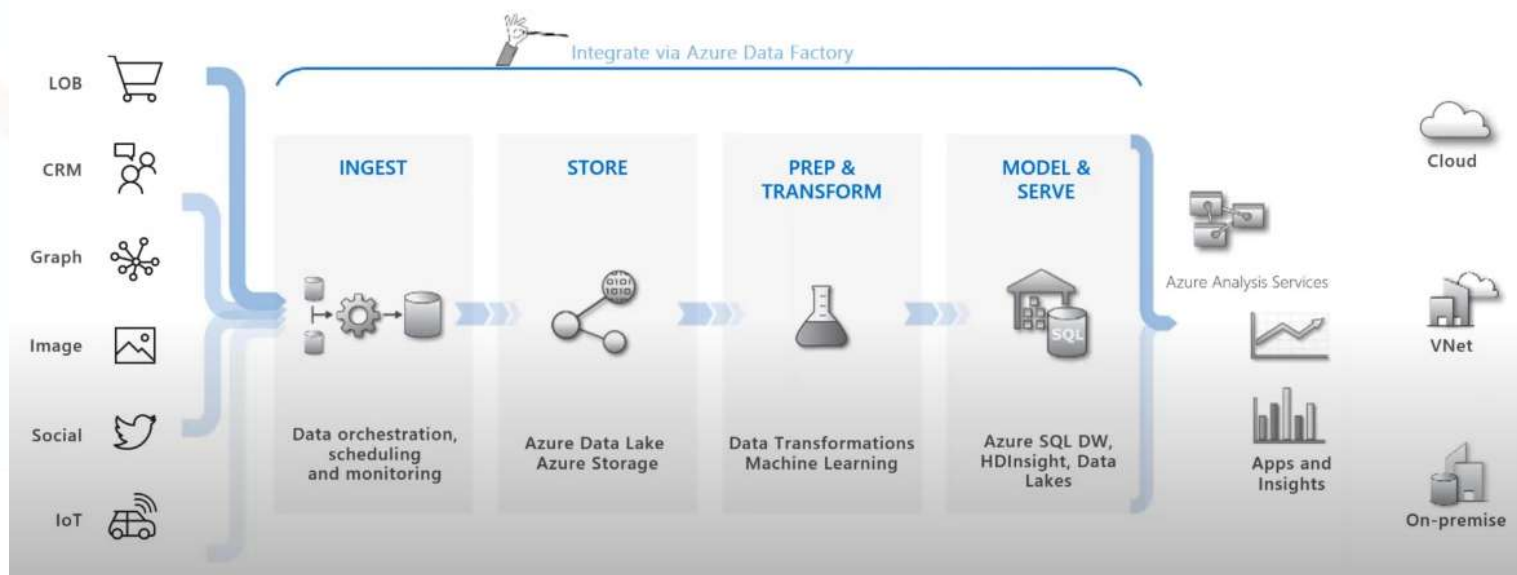 Integrate via Azure Data Factory
LOB
CRM
Graph
Image
Social
IoT
INGEST
Data orchestration,
scheduling
and monitoring
STORE
0101
1010
Azure Data Lake
Azure Storage
PREP &
TRANSFORM
Data Transformations
Machine Learning
MODEL &
SERVE
SQL
Azure SQL DW,
HDInsight, Data
Lakes
Azure Analysis Services
Apps and
Insights
Cloud
VNet
On-premise